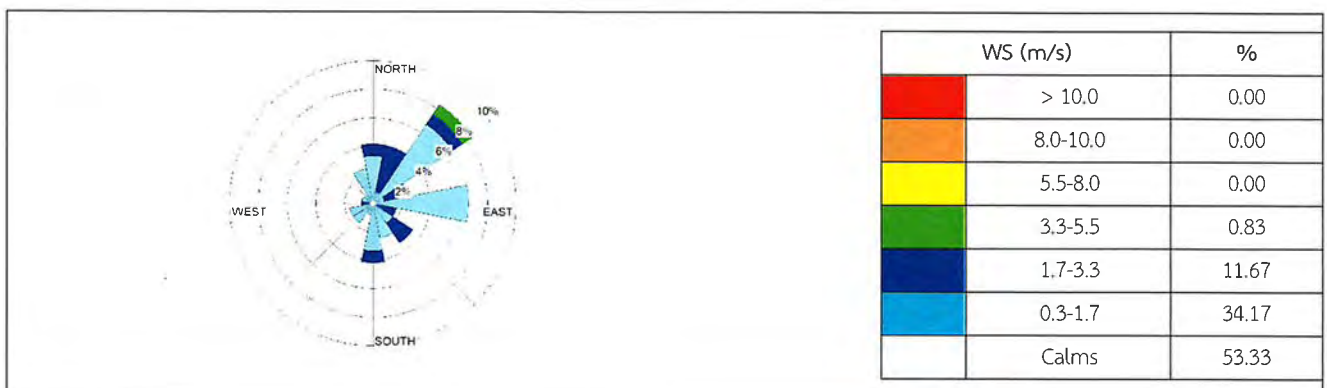 NORTH
10%
8%
6%
4%
2%
WEST
EAST
SOUTH
WS (m/s) %
> 10.0 0.00
8.0-10.0 0.00
5.5-8.0 0.00
3.3-5.5 0.83
1.7-3.3 11.67
0.3-1.7 34.17
Calms 53.33